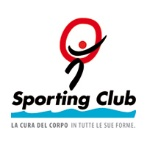 Sporting Club
LA CURA DEL CORPO IN TUTTE LE SUE FORME.